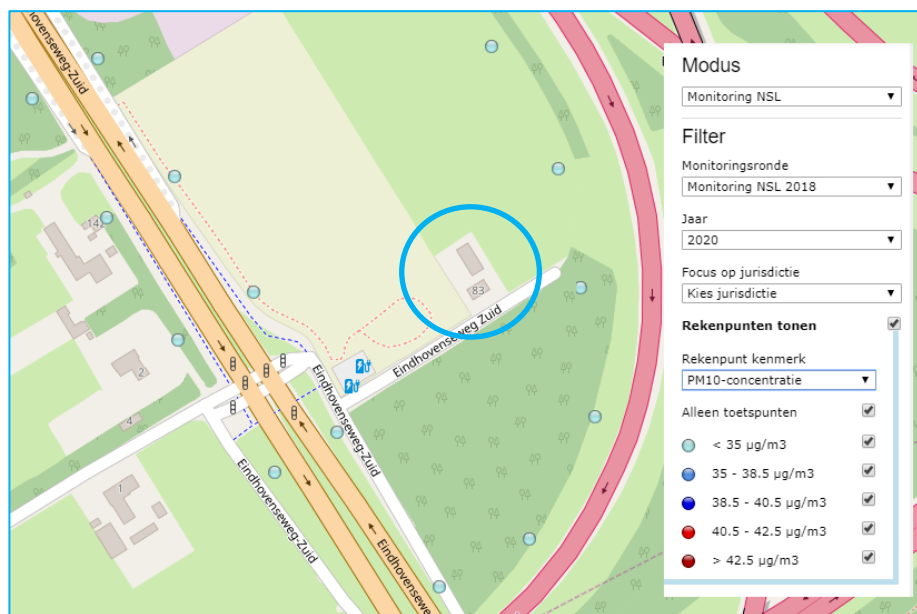 Eindhovenseweg-Zuid
142
2
4
1
83
Eindhovenseweg Zuid
Eindhovenseweg-Zuid
Eindhovenseweg-Zuid
Eindhovenseweg-Zuid
Modus
Monitoring NSL
Filter
Monitoringsronde
Monitoring NSL 2018
Jaar
2020
Focus op jurisdictie
Kies jurisdictie
Rekenpunten tonen
Rekenpunt kenmerk
PM10-concentratie
Alleen toetspunten
< 35 µg/m3
35 - 38.5 µg/m3
38.5 - 40.5 µg/m3
40.5 - 42.5 µg/m3
> 42.5 µg/m3